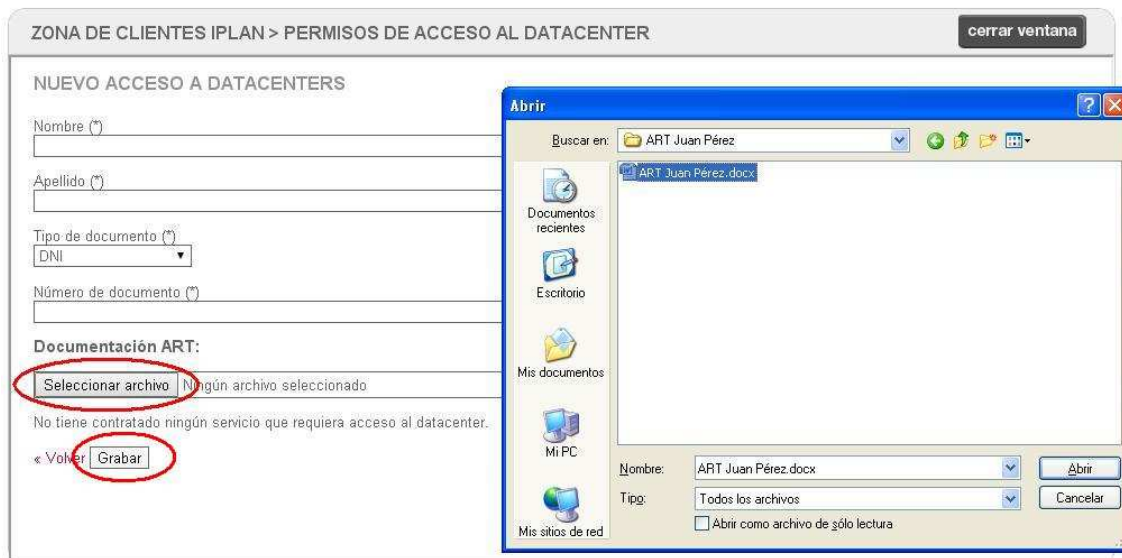 ZONA DE CLIENTES IPLAN > PERMISOS DE ACCESO AL DATACENTER
cerrar ventana
NUEVO ACCESO A DATACENTERS
Nombre (*)
Apellido (*)
Tipo de documento (*)
DNI
Número de documento (*)
Documentación ART:
Seleccionar archivo Ningún archivo seleccionado
No tiene contratado ningún servicio que requiera acceso al datacenter.
« Volver Grabar
Abrir
Buscar en: ART Juan Pérez
ART Juan Pérez.docx
Documentos
recientes
Escritorio
Mis documentos
Mi PC
Mis sitios de red
Nombre: ART Juan Pérez.docx Abrir
Tipo: Todos los archivos Cancelar
Abrir como archivo de sólo lectura